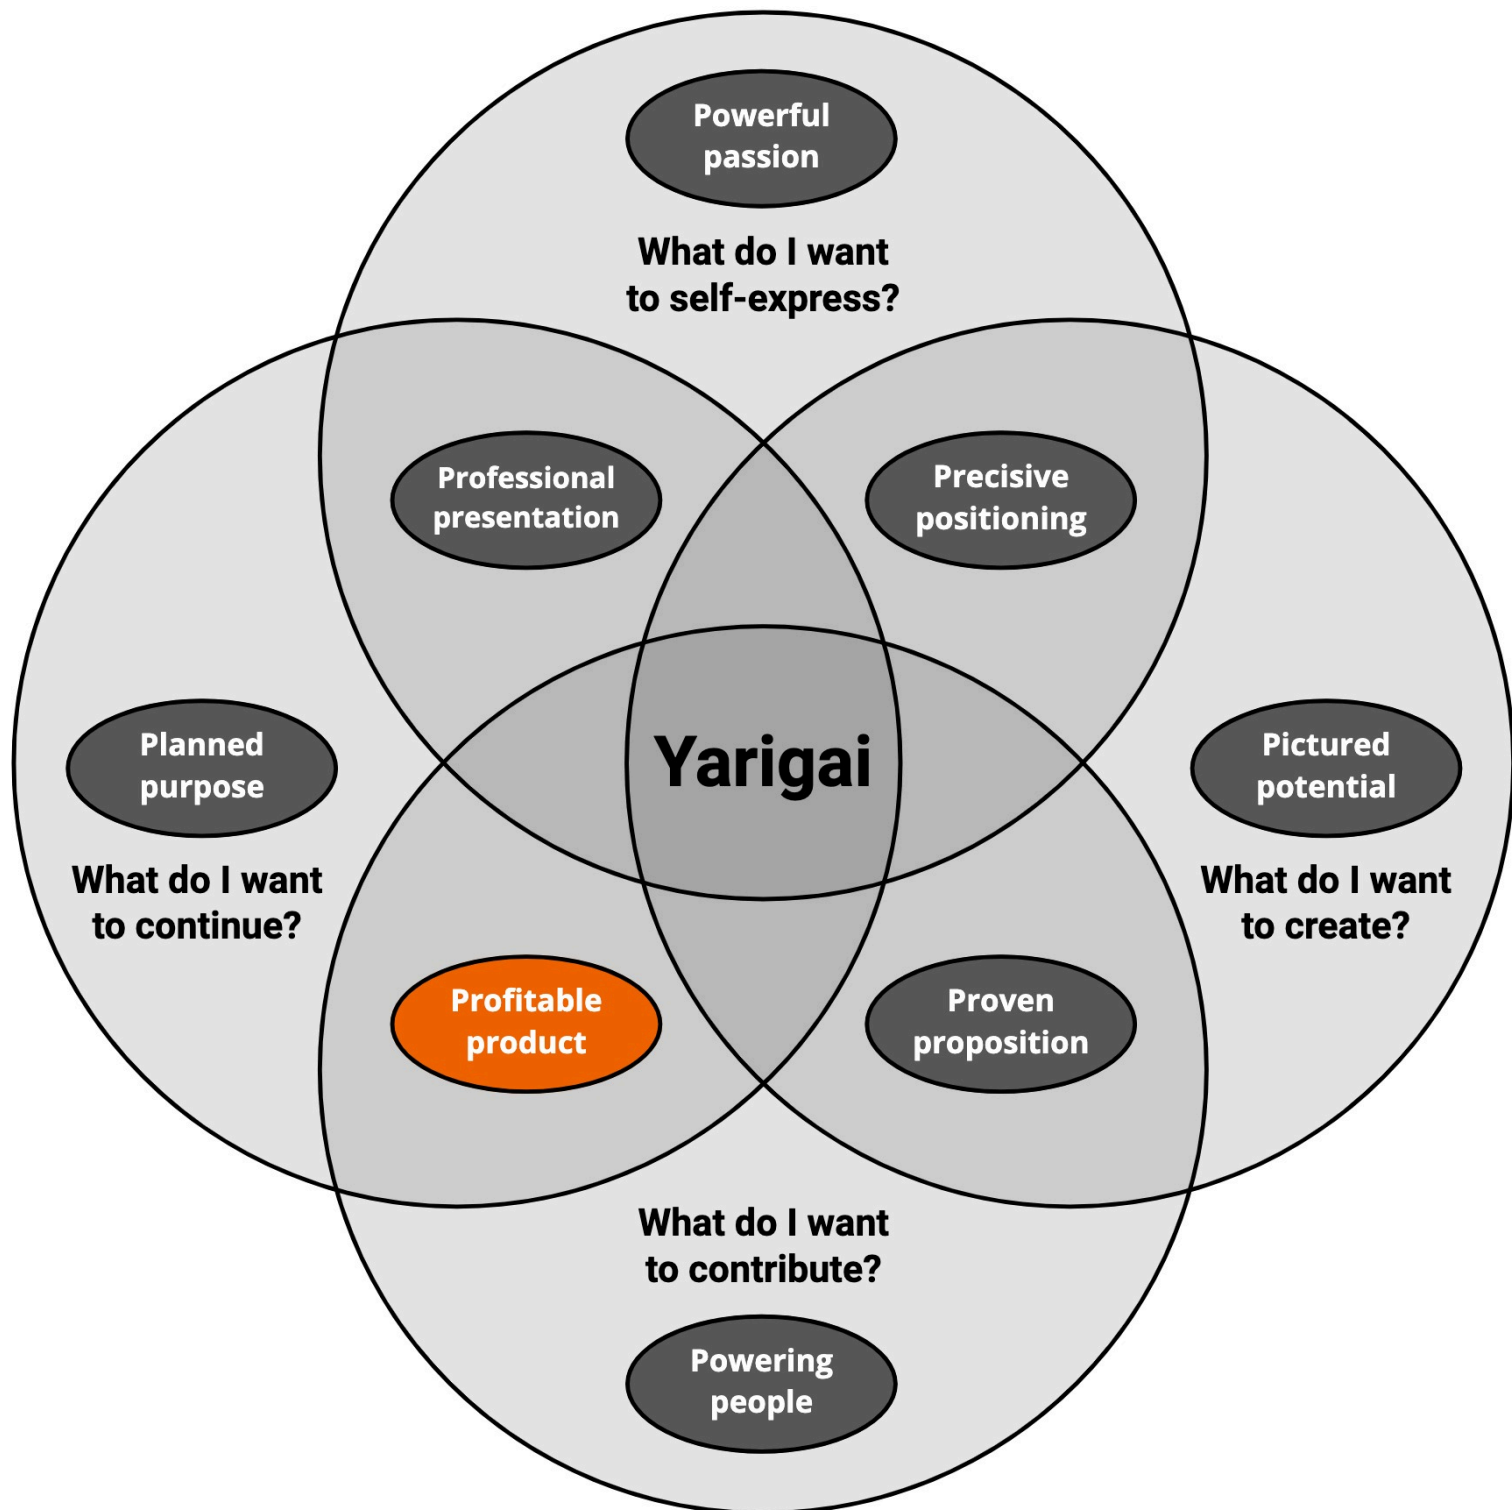 Powerful
passion
What do I want
to self-express?
Professional
presentation
Precisive
positioning
Yarigai
Planned
purpose
What do I want
to continue?
Pictured
potential
What do I want
to create?
Profitable
product
Proven
proposition
What do I want
to contribute?
Powering
people